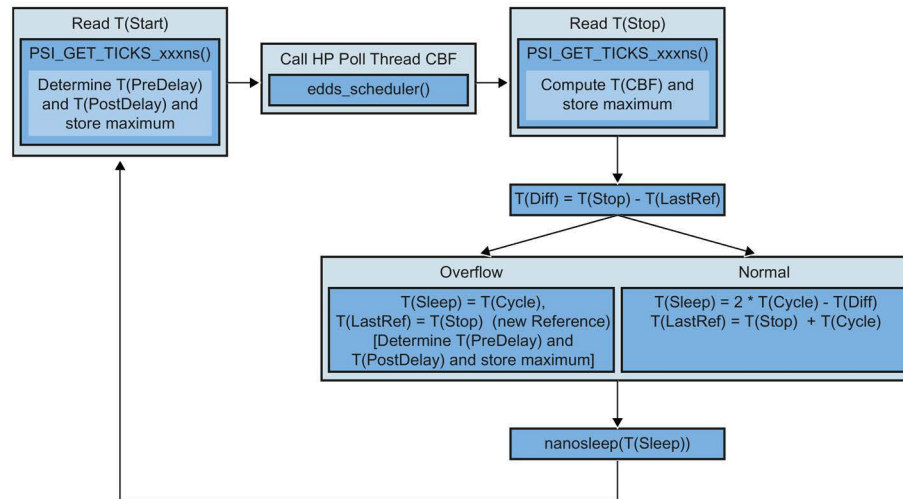 Read T(Start)
PSI_GET_TICKS_xxxns()
Determine T(PreDelay)
and T(PostDelay) and
store maximum
Call HP Poll Thread CBF
edds_scheduler()
Read T(Stop)
PSI_GET_TICKS_xxxns()
Compute T(CBF) and
store maximum
T(Diff) = T(Stop) - T(LastRef)
Overflow
T(Sleep) = T(Cycle),
T(LastRef) = T(Stop) (new Reference)
[Determine T(PreDelay) and
T(PostDelay) and store maximum]
Normal
T(Sleep) = 2 * T(Cycle) - T(Diff)
T(LastRef) = T(Stop) + T(Cycle)
nanosleep(T(Sleep))